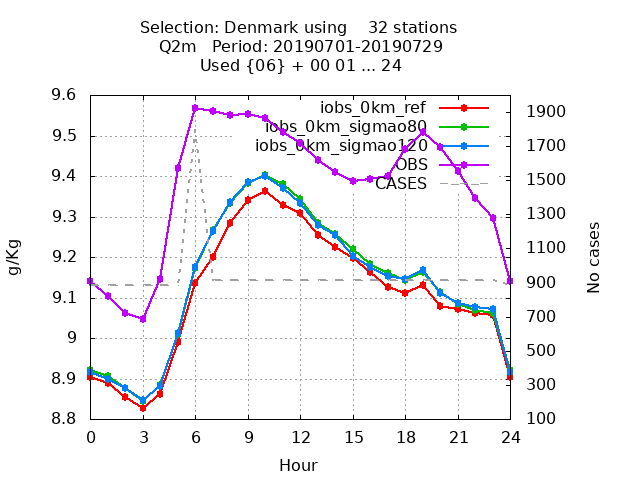 Selection: Denmark using    32 stations
Q2m   Period: 20190701-20190729
Used {06} + 00 01 ... 24
iobs_0km_ref
iobs_0km_sigmao80
iobs_0km_sigmao120
OBS
CASES
g/Kg
9.6
9.5
9.4
9.3
9.2
9.1
9
8.9
8.8
1900
1700
1500
1300
1100
900
700
500
300
100
No cases
0 3 6 9 12 15 18 21 24
Hour